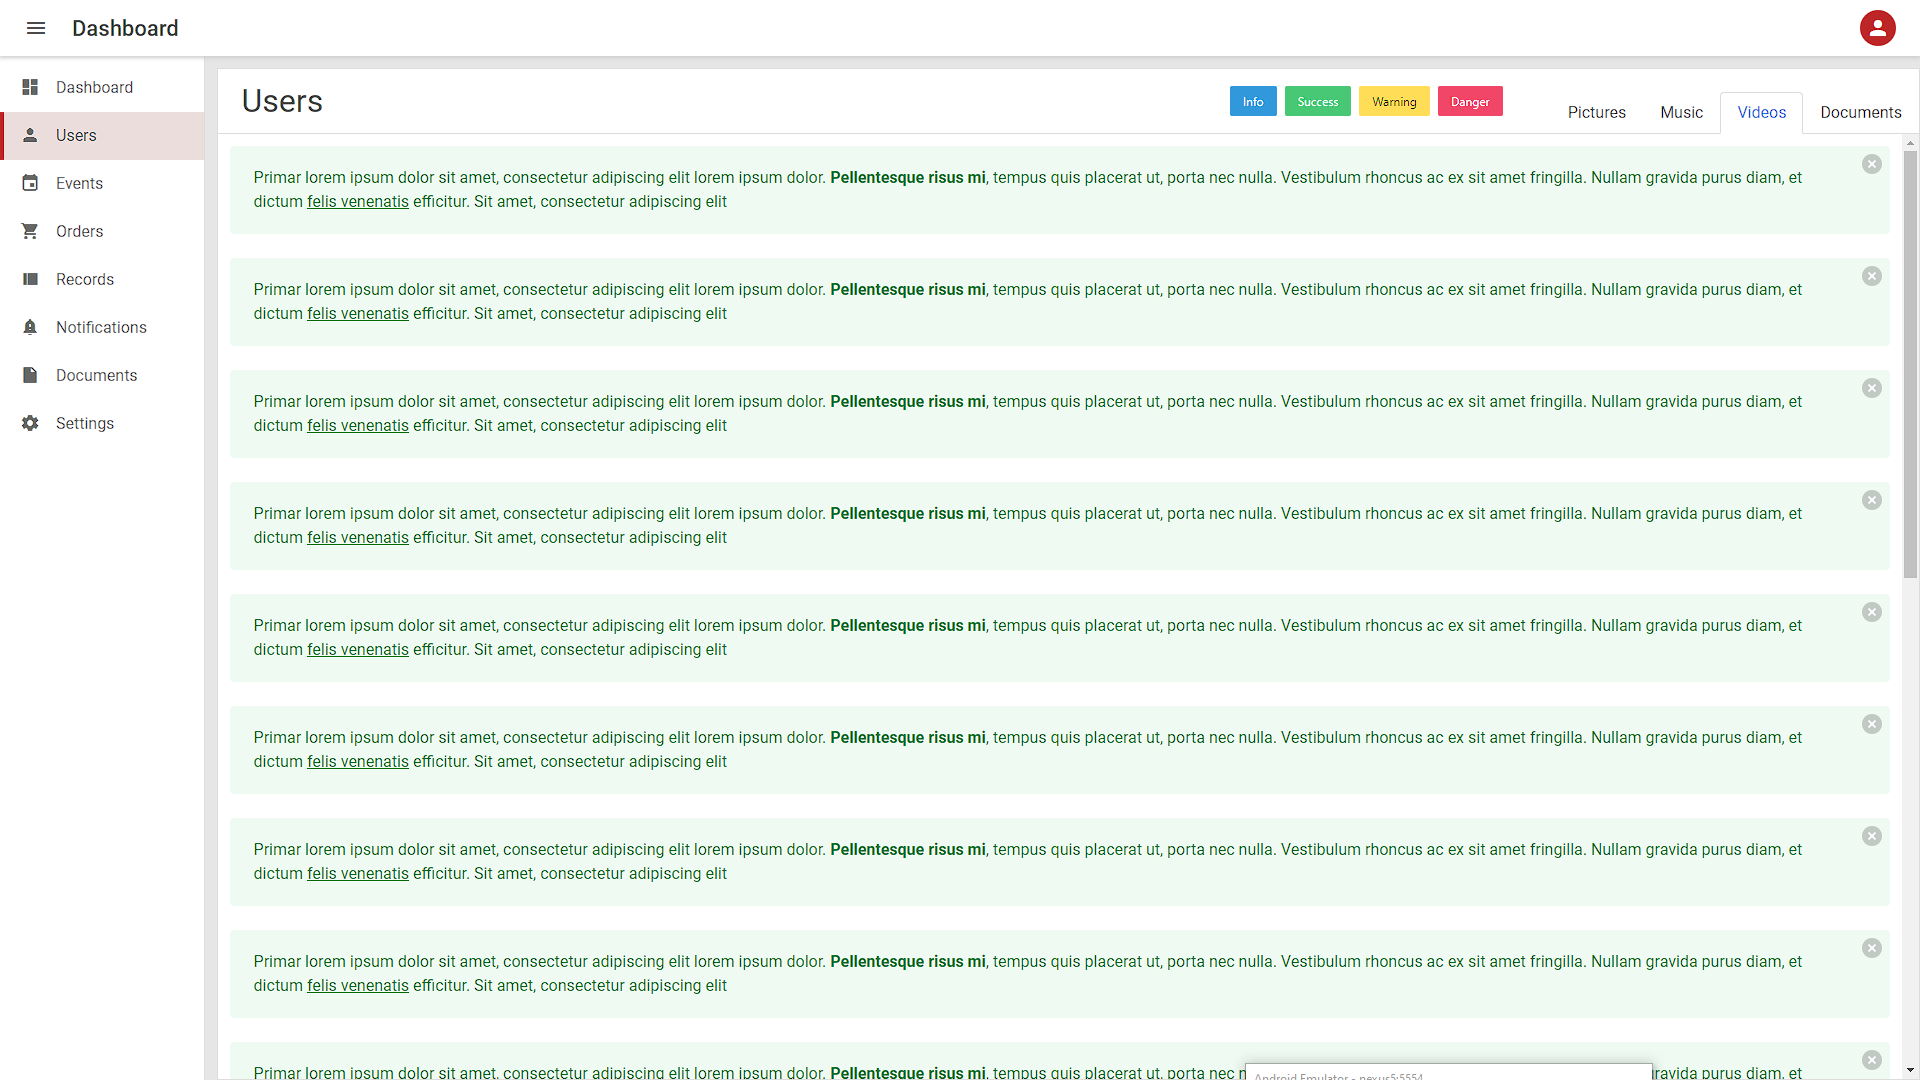 Dashboard
Dashboard
Users
Events
Orders
Records
Notifications
Documents
Settings
Users
Info
Success
Warning
Danger
Pictures
Music
Videos
Documents
Primar lorem ipsum dolor sit amet, consectetur adipiscing elit lorem ipsum dolor. Pellentesque risus mi, tempus quis placerat ut, porta nec nulla. Vestibulum rhoncus ac ex sit amet fringilla. Nullam gravida purus diam, et
dictum felis venenatis efficitur. Sit amet, consectetur adipiscing elit
Primar lorem ipsum dolor sit amet, consectetur adipiscing elit lorem ipsum dolor. Pellentesque risus mi, tempus quis placerat ut, porta nec nulla. Vestibulum rhoncus ac ex sit amet fringilla. Nullam gravida purus diam, et
dictum felis venenatis efficitur. Sit amet, consectetur adipiscing elit
Primar lorem ipsum dolor sit amet, consectetur adipiscing elit lorem ipsum dolor. Pellentesque risus mi, tempus quis placerat ut, porta nec nulla. Vestibulum rhoncus ac ex sit amet fringilla. Nullam gravida purus diam, et
dictum felis venenatis efficitur. Sit amet, consectetur adipiscing elit
Primar lorem ipsum dolor sit amet, consectetur adipiscing elit lorem ipsum dolor. Pellentesque risus mi, tempus quis placerat ut, porta nec nulla. Vestibulum rhoncus ac ex sit amet fringilla. Nullam gravida purus diam, et
dictum felis venenatis efficitur. Sit amet, consectetur adipiscing elit
Primar lorem ipsum dolor sit amet, consectetur adipiscing elit lorem ipsum dolor. Pellentesque risus mi, tempus quis placerat ut, porta nec nulla. Vestibulum rhoncus ac ex sit amet fringilla. Nullam gravida purus diam, et
dictum felis venenatis efficitur. Sit amet, consectetur adipiscing elit
Primar lorem ipsum dolor sit amet, consectetur adipiscing elit lorem ipsum dolor. Pellentesque risus mi, tempus quis placerat ut, porta nec nulla. Vestibulum rhoncus ac ex sit amet fringilla. Nullam gravida purus diam, et
dictum felis venenatis efficitur. Sit amet, consectetur adipiscing elit
Primar lorem ipsum dolor sit amet, consectetur adipiscing elit lorem ipsum dolor. Pellentesque risus mi, tempus quis placerat ut, porta nec nulla. Vestibulum rhoncus ac ex sit amet fringilla. Nullam gravida purus diam, et
dictum felis venenatis efficitur. Sit amet, consectetur adipiscing elit
Primar lorem ipsum dolor sit amet, consectetur adipiscing elit lorem ipsum dolor. Pellentesque risus mi, tempus quis placerat ut, porta nec nulla. Vestibulum rhoncus ac ex sit amet fringilla. Nullam gravida purus diam, et
dictum felis venenatis efficitur. Sit amet, consectetur adipiscing elit
Primar lorem ipsum dolor sit amet, consectetur adipiscing elit lorem ipsum dolor. Pellentesque risus mi, tempus quis placerat ut, porta nec gravida purus diam, et
Android Emulator - nexus5:5554